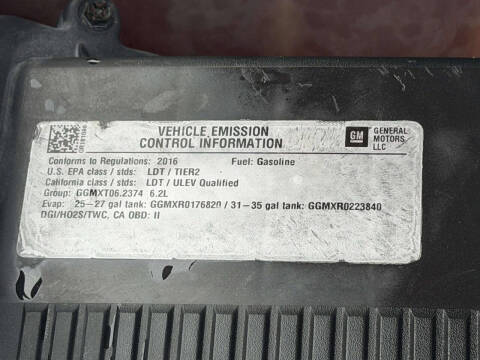 VEHICLE EMISSION
CONTROL INFORMATION
GM
GENERAL
MOTORS
LLC
Conforms to Regulations: 2016 Fuel: Gasoline
U.S. EPA class / stds: LDT / TIER2
California class / stds: LDT / ULEV Qualified
Group: GGMXT06.2374 6.2L
Evap: 25-27 gal tank: GGMXR0176820 / 31-35 gal tank: GGMXR0223840
DGI/HO2S/TWC, CA OBD: II